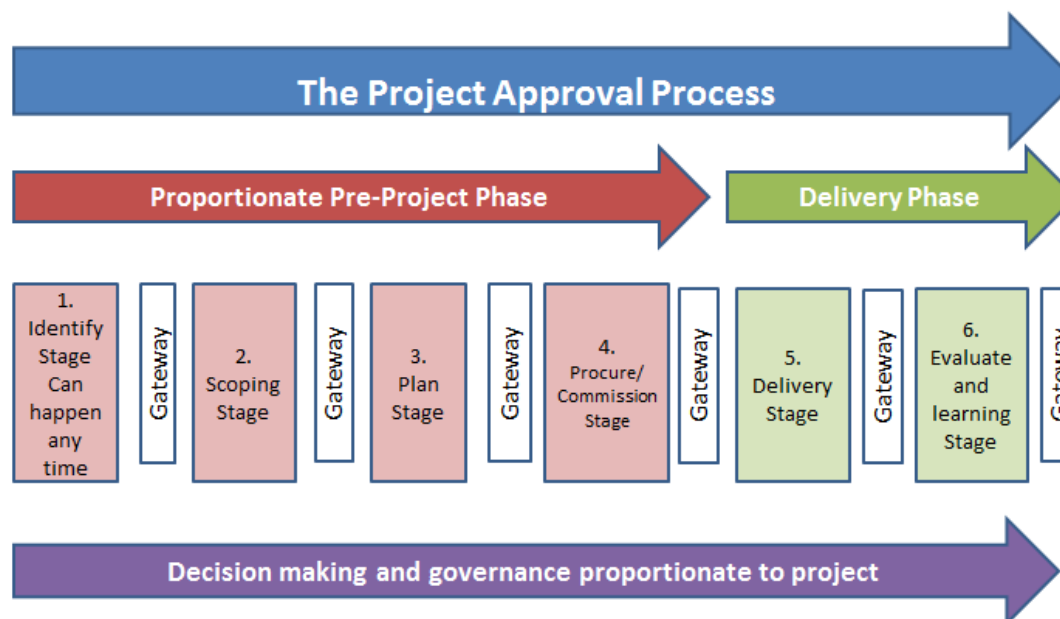 The Project Approval Process
Proportionate Pre-Project Phase
Delivery Phase
1.
Identify
Stage
Can
happen
any
time
Gateway
2.
Scoping
Stage
Gateway
3.
Plan
Stage
Gateway
4.
Procure/
Commission
Stage
Gateway
5.
Delivery
Stage
Gateway
6.
Evaluate
and
learning
Stage
Gateway
Decision making and governance proportionate to project